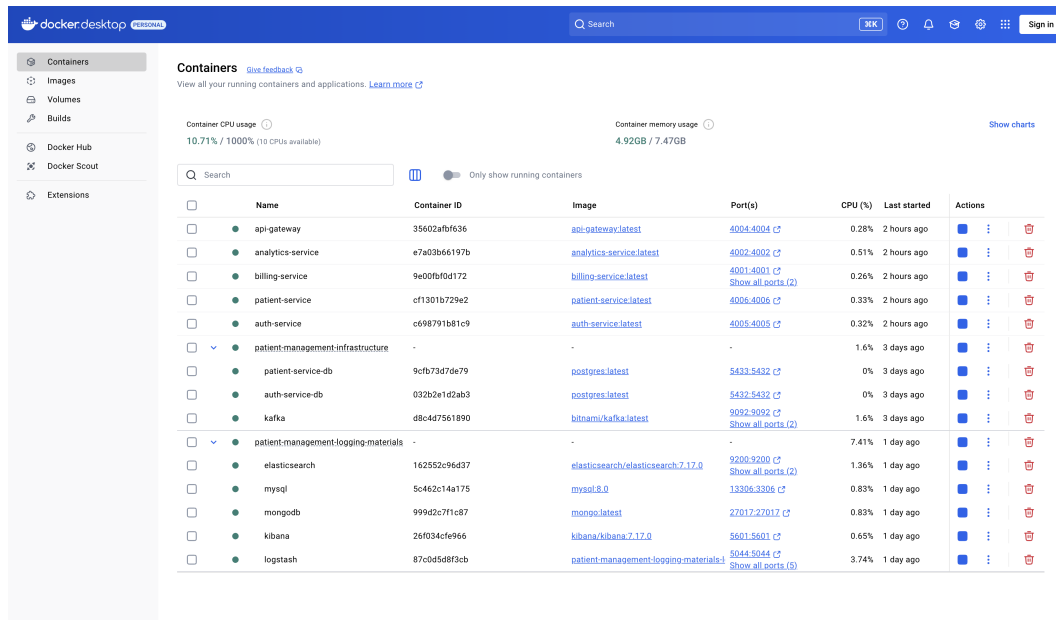 docker.desktop PERSONAL Search ⌘K Sign in
Containers
Images
Volumes
Builds
Docker Hub
Docker Scout
Extensions
Containers Give feedback
View all your running containers and applications. Learn more
Container CPU usage
10.71% / 1000% (10 CPUs available)
Container memory usage
4.92GB / 7.47GB
Show charts
Search Only show running containers
Name Container ID Image Port(s) CPU (%) Last started Actions
api-gateway 35602afbf636 api-gateway:latest 4004:4004 0.28% 2 hours ago
analytics-service e7a03b66197b analytics-service:latest 4002:4002 0.51% 2 hours ago
billing-service 9e00fbf0d172 billing-service:latest 4001:4001 0.26% 2 hours ago
Show all ports (2)
patient-service cf1301b729e2 patient-service:latest 4006:4006 0.33% 2 hours ago
auth-service c698791b81c9 auth-service:latest 4005:4005 0.32% 2 hours ago
patient-management-infrastructure - - - 1.6% 3 days ago
patient-service-db 9cfb73d7de79 postgres:latest 5433:5432 0% 3 days ago
auth-service-db 032b2e1d2ab3 postgres:latest 5432:5432 0% 3 days ago
kafka d8c4d7561890 bitnami/kafka:latest 9092:9092 1.6% 3 days ago
Show all ports (2)
patient-management-logging-materials - - - 7.41% 1 day ago
elasticsearch 162552c96d37 elasticsearch/elasticsearch:7.17.0 9200:9200 1.36% 1 day ago
Show all ports (2)
mysql 5c462c14a175 mysql:8.0 13306:3306 0.83% 1 day ago
mongodb 999d2c7f1c87 mongo:latest 27017:27017 0.83% 1 day ago
kibana 26f034cfe966 kibana/kibana:7.17.0 5601:5601 0.65% 1 day ago
logstash 87c0d5d8f3cb patient-management-logging-materials-l 5044:5044 3.74% 1 day ago
Show all ports (5)